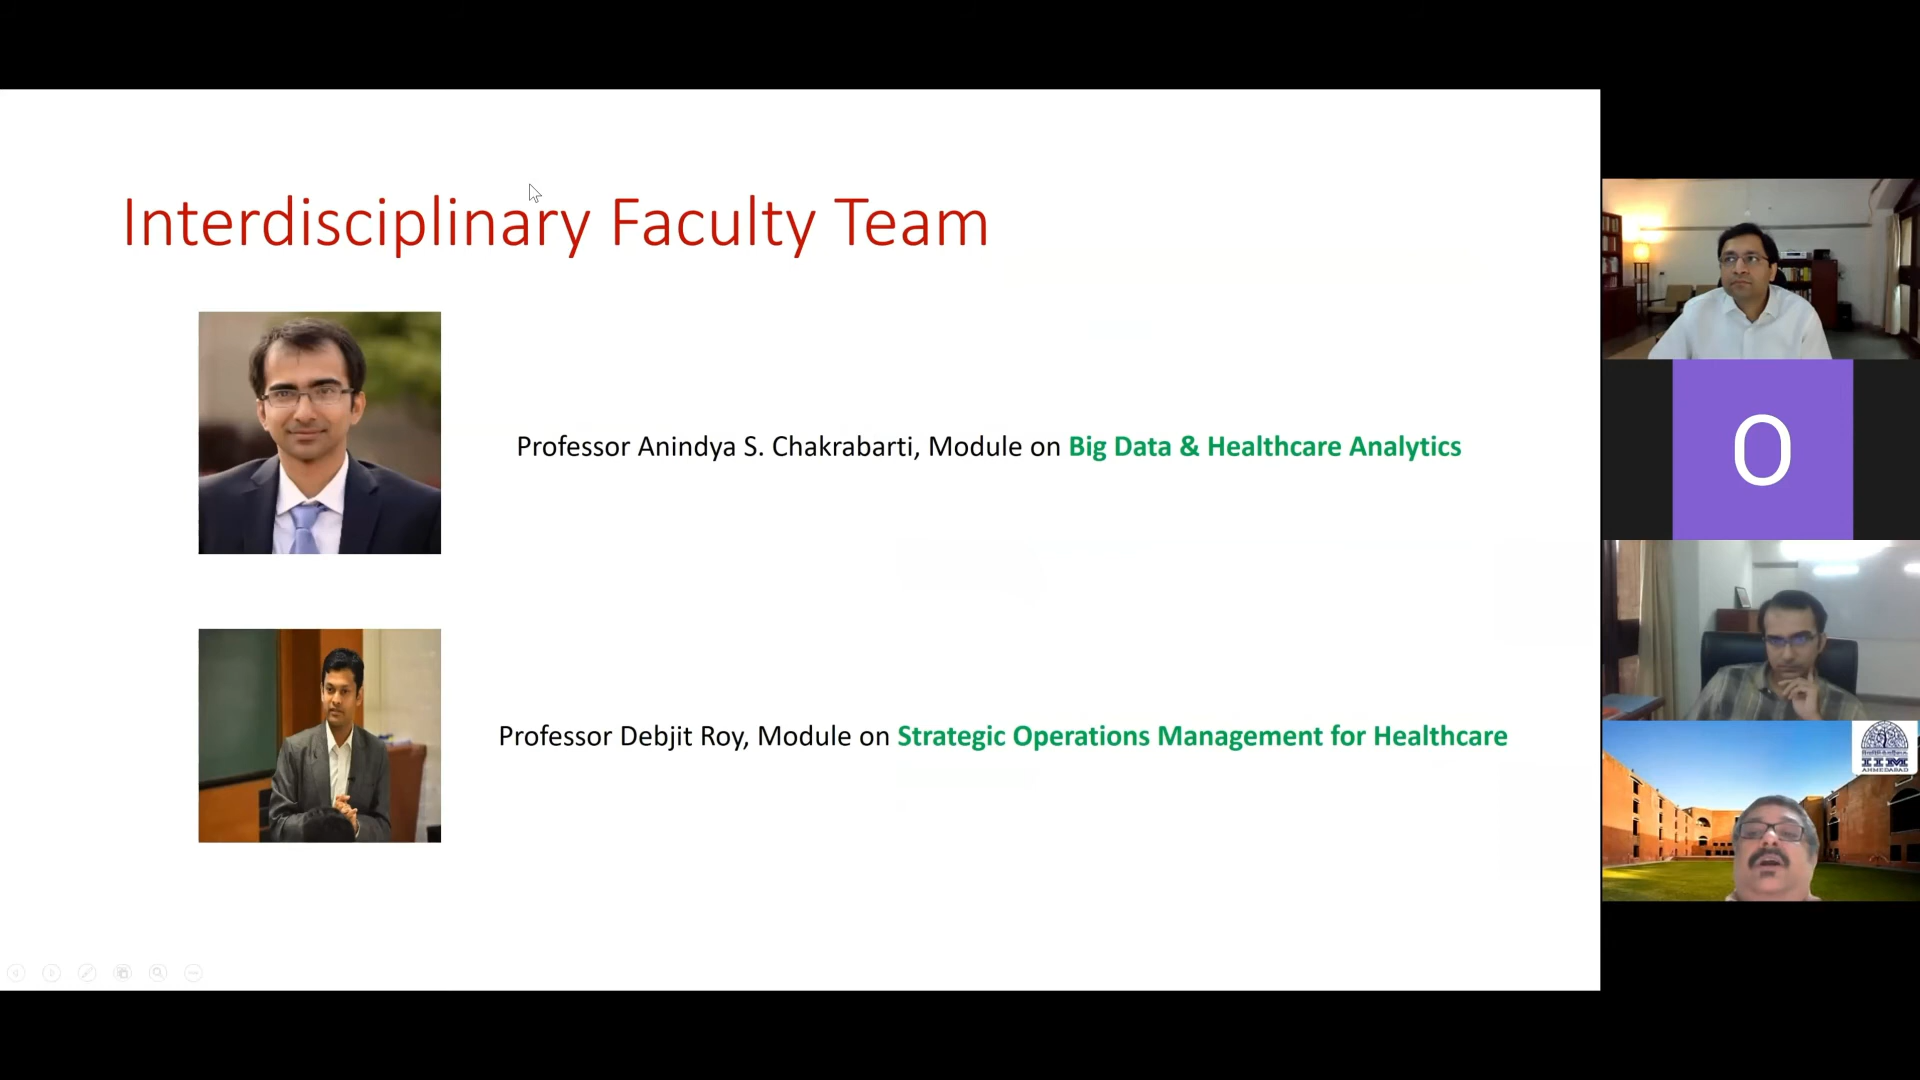 Interdisciplinary Faculty Team
Professor Anindya S. Chakrabarti, Module on Big Data & Healthcare Analytics
Professor Debjit Roy, Module on Strategic Operations Management for Healthcare
O
IIM
AHMEDABAD